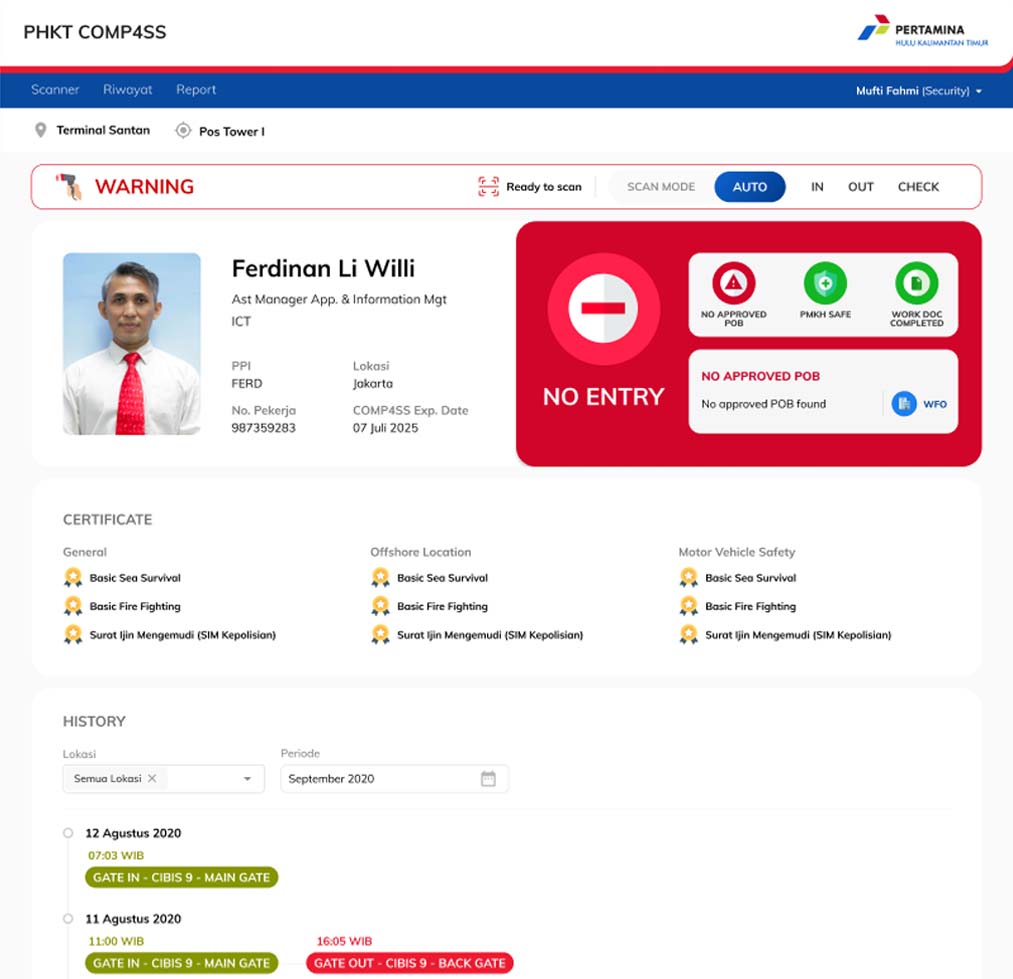 PHKT COMP4SS
PERTAMINA
HULU KALIMANTAN TIMUR
Scanner Riwayat Report
Mufti Fahmi (Security)
Terminal Santan Pos Tower I
WARNING
Ready to scan
SCAN MODE AUTO IN OUT CHECK
Ferdinan Li Willi
Ast Manager App. & Information Mgt
ICT
PPI Lokasi
FERD Jakarta
No. Pekerja COMP4SS Exp. Date
987359283 07 Juli 2025
NO ENTRY
NO APPROVED
POB
PMKH SAFE
WORK DOC
COMPLETED
NO APPROVED POB
No approved POB found
WFO
CERTIFICATE
General Offshore Location Motor Vehicle Safety
Basic Sea Survival Basic Sea Survival Basic Sea Survival
Basic Fire Fighting Basic Fire Fighting Basic Fire Fighting
Surat Ijin Mengemudi (SIM Kepolisian) Surat Ijin Mengemudi (SIM Kepolisian) Surat Ijin Mengemudi (SIM Kepolisian)
HISTORY
Lokasi Periode
Semua Lokasi September 2020
12 Agustus 2020
07:03 WIB
GATE IN - CIBIS 9 - MAIN GATE
11 Agustus 2020
11:00 WIB 16:05 WIB
GATE IN - CIBIS 9 - MAIN GATE GATE OUT - CIBIS 9 - BACK GATE